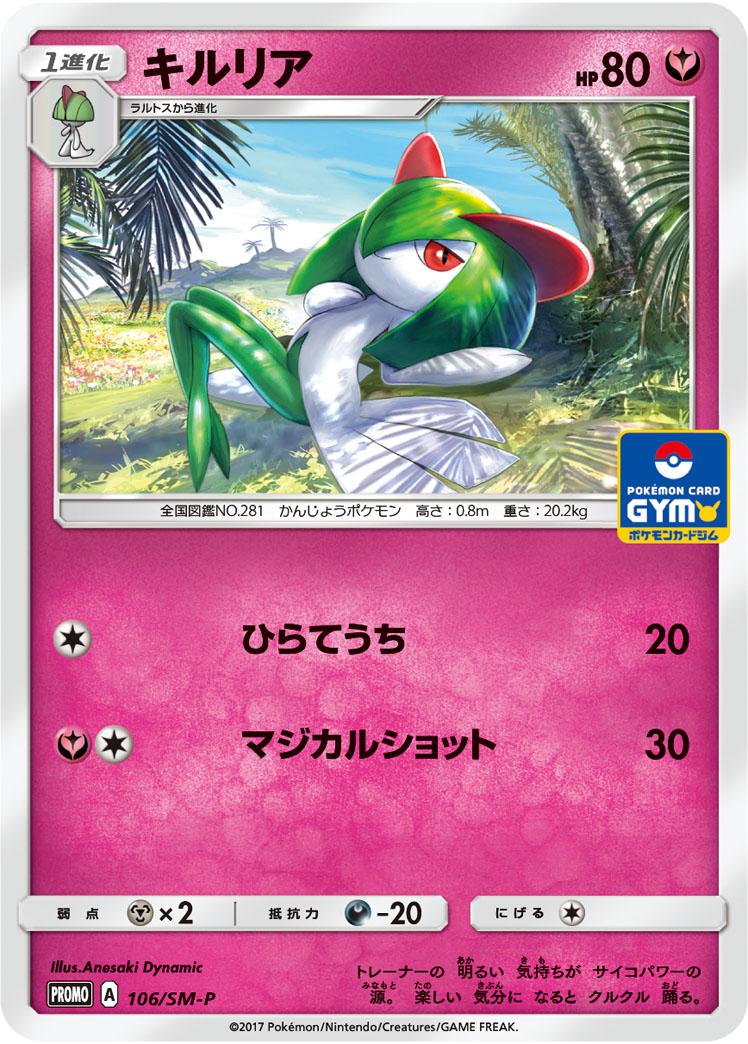 1進化
キルリア
HP80
ラルトスから進化
全国図鑑NO.281 かんじょうポケモン 高さ:0.8m 重さ:20.2kg
POKÉMON CARD
GYM
ポケモンカードジム
ひらてうち 20
マジカルショット 30
弱点 ×2 抵抗力 -20 にげる
Illus.Anesaki Dynamic
PROMO A 106/SM-P
トレーナーの 明るい 気持ちが サイコパワーの
源。楽しい 気分に なると クルクル 踊る。
©2017 Pokémon/Nintendo/Creatures/GAME FREAK.